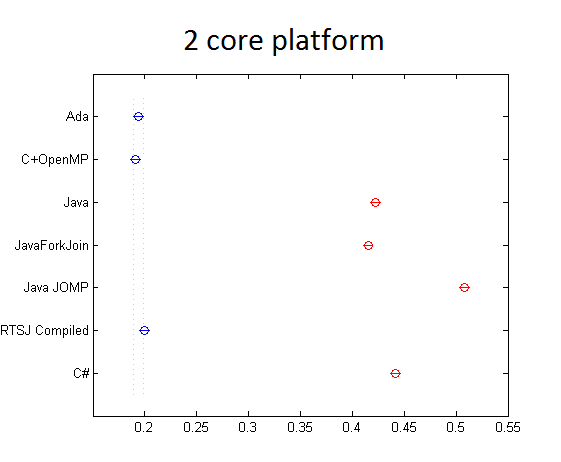 2 core platform
Ada
C+OpenMP
Java
JavaForkJoin
Java JOMP
RTSJ Compiled
C#
0.2 0.25 0.3 0.35 0.4 0.45 0.5 0.55